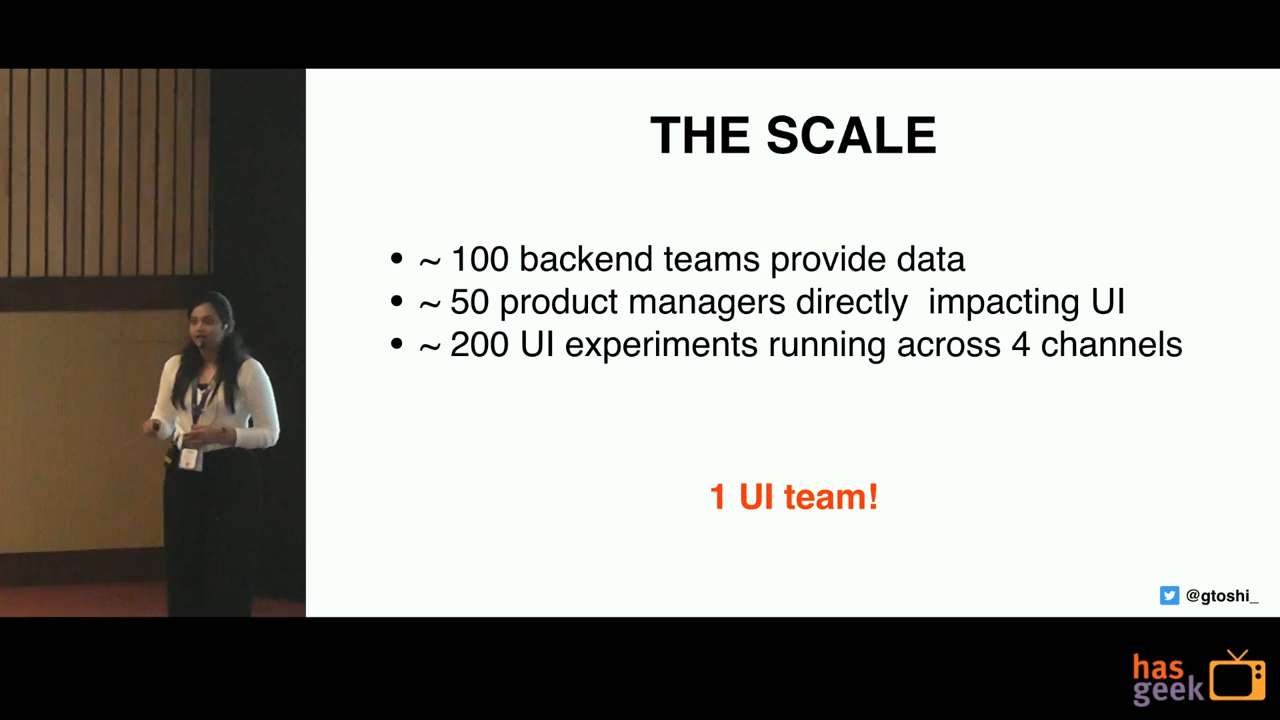 THE SCALE
• ~ 100 backend teams provide data
• ~ 50 product managers directly  impacting UI
• ~ 200 UI experiments running across 4 channels
1 UI team!
@gtoshi_
has
geek